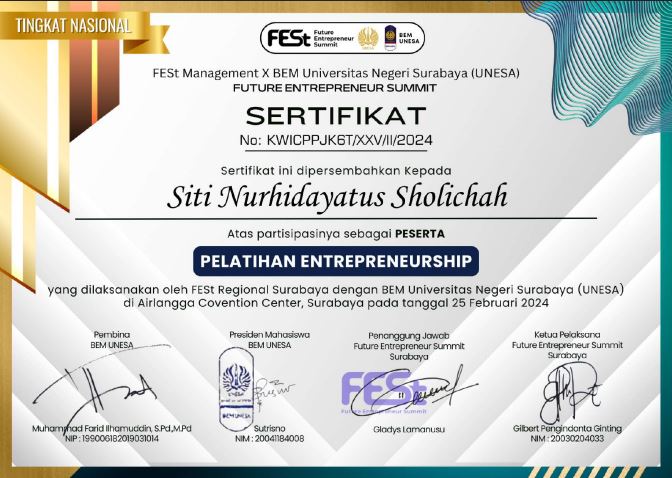 TINGKAT NASIONAL
FESt Future Entrepreneur Summit BEM UNESA
FESt Management X BEM Universitas Negeri Surabaya (UNESA)
FUTURE ENTREPRENEUR SUMMIT
SERTIFIKAT
No: KWICPPJK6T/XXV/II/2024
Sertifikat ini dipersembahkan Kepada
Siti Nurhidayatus Sholichah
Atas partisipasinya sebagai PESERTA
PELATIHAN ENTREPRENEURSHIP
yang dilaksanakan oleh FESt Regional Surabaya dengan BEM Universitas Negeri Surabaya (UNESA)
di Airlangga Covention Center, Surabaya pada tanggal 25 Februari 2024
Pembina
BEM UNESA
Muhammad Farid Ilhamuddin, S.Pd,M.Pd
NIP : 199006182019031014
Presiden Mahasiswa
BEM UNESA
BEM UNESA
Sutrisno
NIM : 20041184008
Penanggung Jawab
Future Entrepreneur Summit
Surabaya
FESt
Future Entrepreneur Summit
Gladys Lamanusu
Ketua Pelaksana
Future Entrepreneur Summit
Surabaya
Gilbert Pengindonta Ginting
NIM : 20030204033